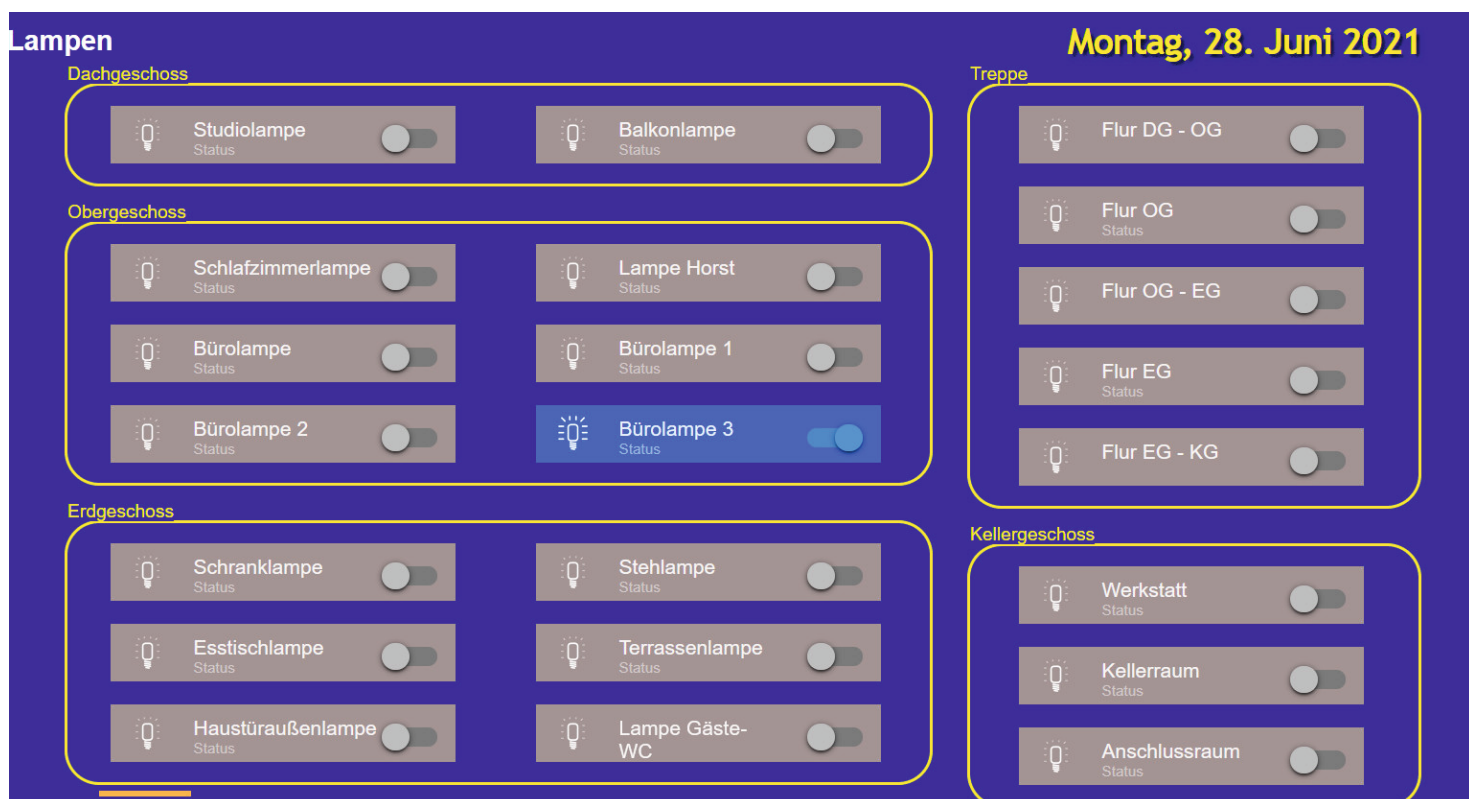 Lampen
Montag, 28. Juni 2021
Dachgeschoss
Studiolampe
Status
Balkonlampe
Status
Obergeschoss
Schlafzimmerlampe
Status
Lampe Horst
Status
Bürolampe
Status
Bürolampe 1
Status
Bürolampe 2
Status
Bürolampe 3
Status
Erdgeschoss
Schranklampe
Status
Stehlampe
Status
Esstischlampe
Status
Terrassenlampe
Status
Haustüraußenlampe
Status
Lampe Gäste-
WC
Treppe
Flur DG - OG
Flur OG
Status
Flur OG - EG
Flur EG
Status
Flur EG - KG
Kellergeschoss
Werkstatt
Status
Kellerraum
Status
Anschlussraum
Status